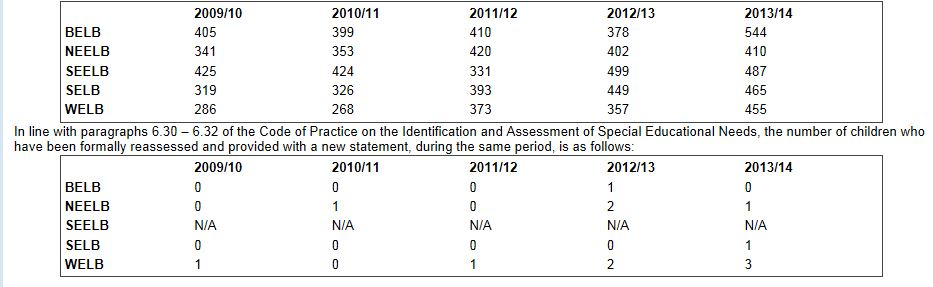 2009/10 2010/11 2011/12 2012/13 2013/14
BELB 405 399 410 378 544
NEELB 341 353 420 402 410
SEELB 425 424 331 499 487
SELB 319 326 393 449 465
WELB 286 268 373 357 455
In line with paragraphs 6.30 – 6.32 of the Code of Practice on the Identification and Assessment of Special Educational Needs, the number of children who
have been formally reassessed and provided with a new statement, during the same period, is as follows:
2009/10 2010/11 2011/12 2012/13 2013/14
BELB 0 0 0 1 0
NEELB 0 1 0 2 1
SEELB N/A N/A N/A N/A N/A
SELB 0 0 0 0 1
WELB 1 0 1 2 3